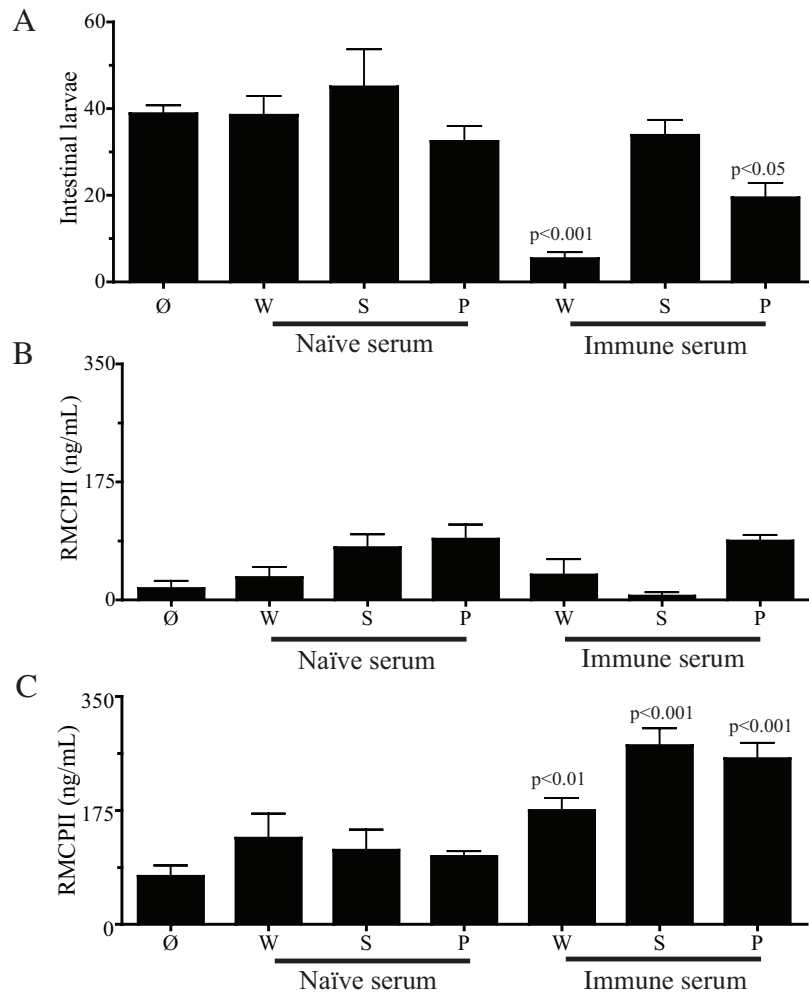 A
Intestinal larvae
60
40
20
0
p<0.001
p<0.05
Ø W S P W S P
Naïve serum Immune serum
B
RMCPII (ng/mL)
350
175
0
Ø W S P W S P
Naïve serum Immune serum
C
RMCPII (ng/mL)
350
175
0
p<0.01
p<0.001
p<0.001
Ø W S P W S P
Naïve serum Immune serum